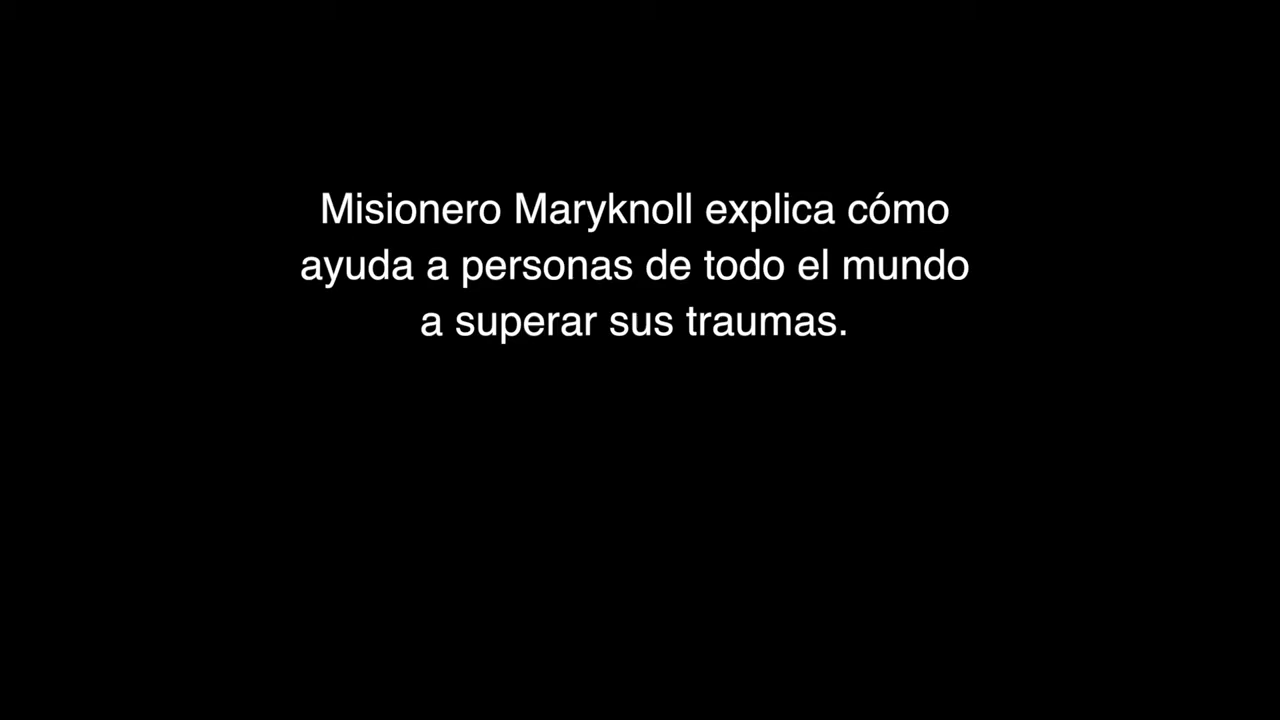 Misionero Maryknoll explica cómo
ayuda a personas de todo el mundo
a superar sus traumas.